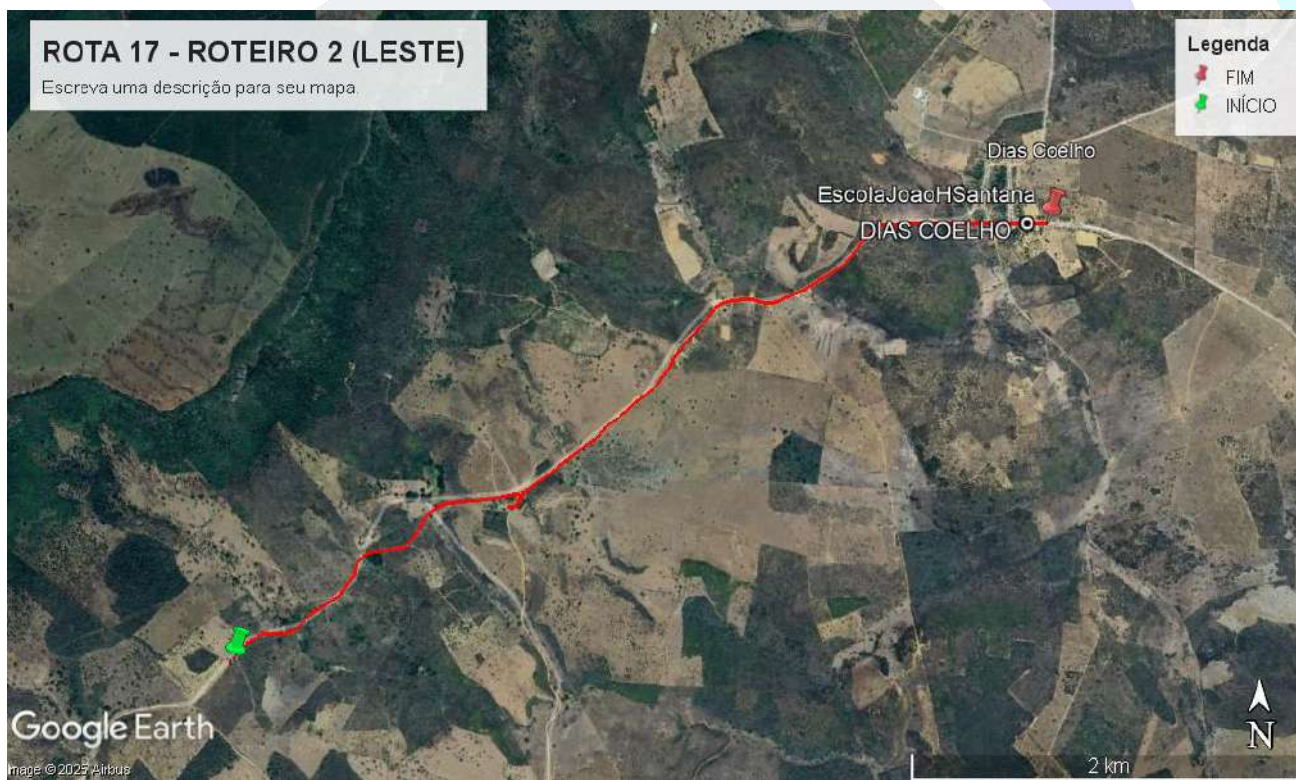 ROTA 17 - ROTEIRO 2 (LESTE)
Escreva uma descrição para seu mapa.
Legenda
FIM
INÍCIO
Dias Coelho
EscolaJoaoHSantana
DIAS COELHO
Google Earth
Image © 2025 Airbus
N
2 km